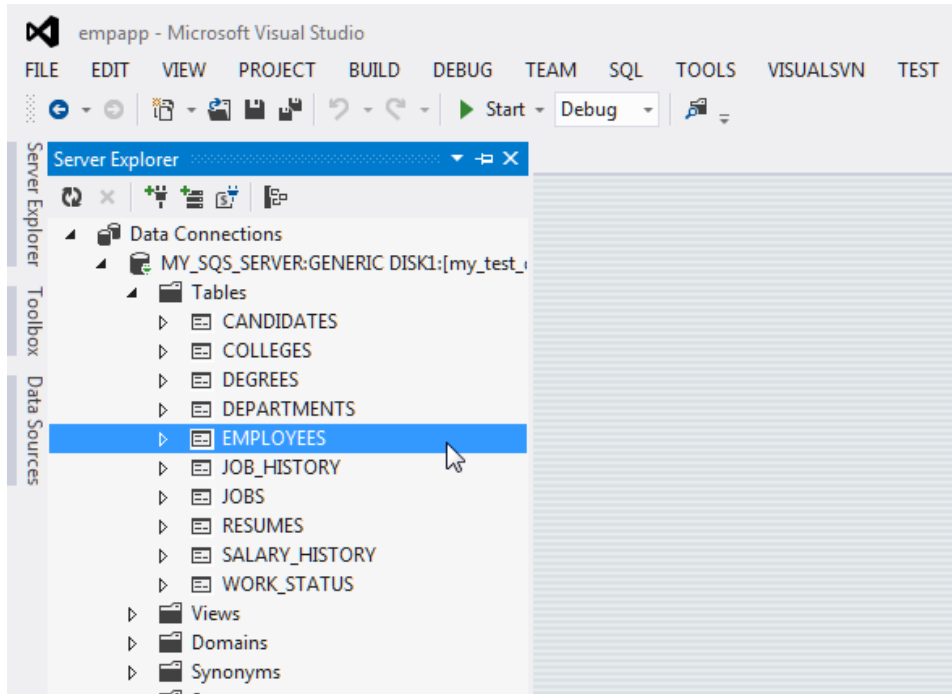 empapp - Microsoft Visual Studio
FILE EDIT VIEW PROJECT BUILD DEBUG TEAM SQL TOOLS VISUALSVN TEST
Start Debug
Server Explorer
Toolbox
Data Sources
Server Explorer
Data Connections
MY_SQS_SERVER:GENERIC DISK1:[my_test_
Tables
CANDIDATES
COLLEGES
DEGREES
DEPARTMENTS
EMPLOYEES
JOB_HISTORY
JOBS
RESUMES
SALARY_HISTORY
WORK_STATUS
Views
Domains
Synonyms